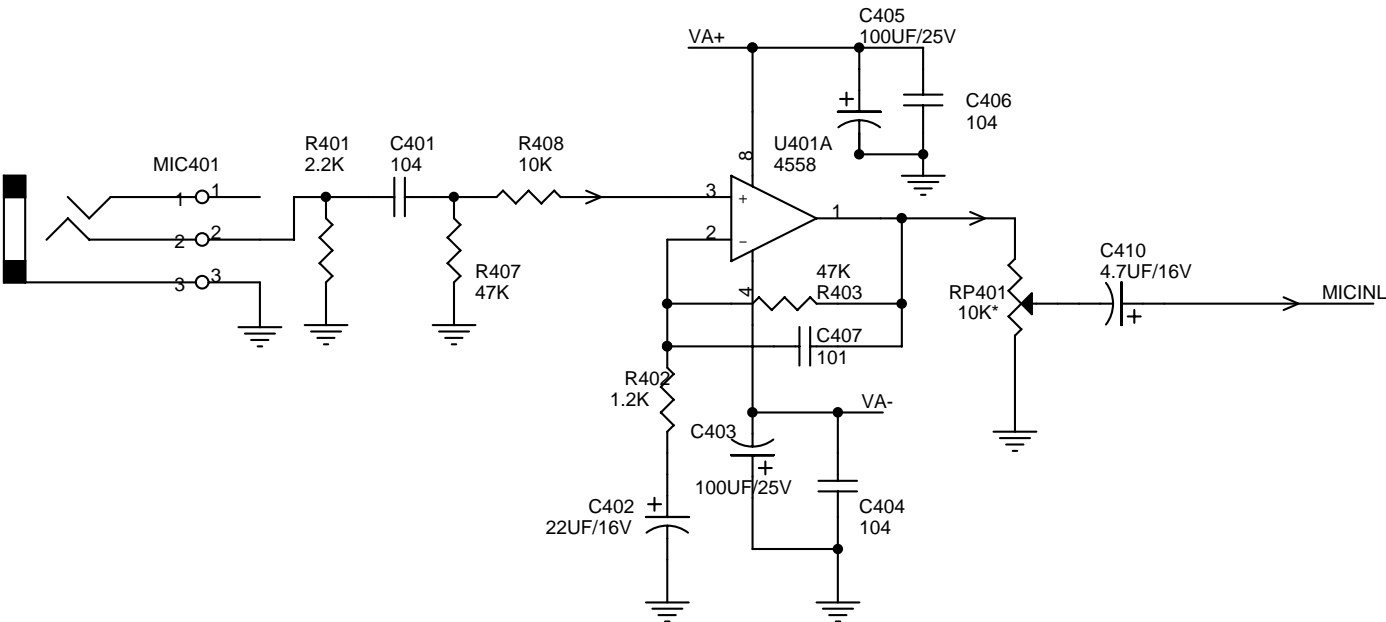 C405
100UF/25V
VA+
+
C406
104
R401
2.2K
C401
104
R408
10K
U401A
4558
8
MIC401
1
1
3
+
2
2
2
−
1
3
3
R407
47K
4
47K
R403
C407
101
C410
4.7UF/16V
+
RP401
10K*
MICINL
R402
1.2K
VA-
C403
+
100UF/25V
C402
22UF/16V
+
C404
104